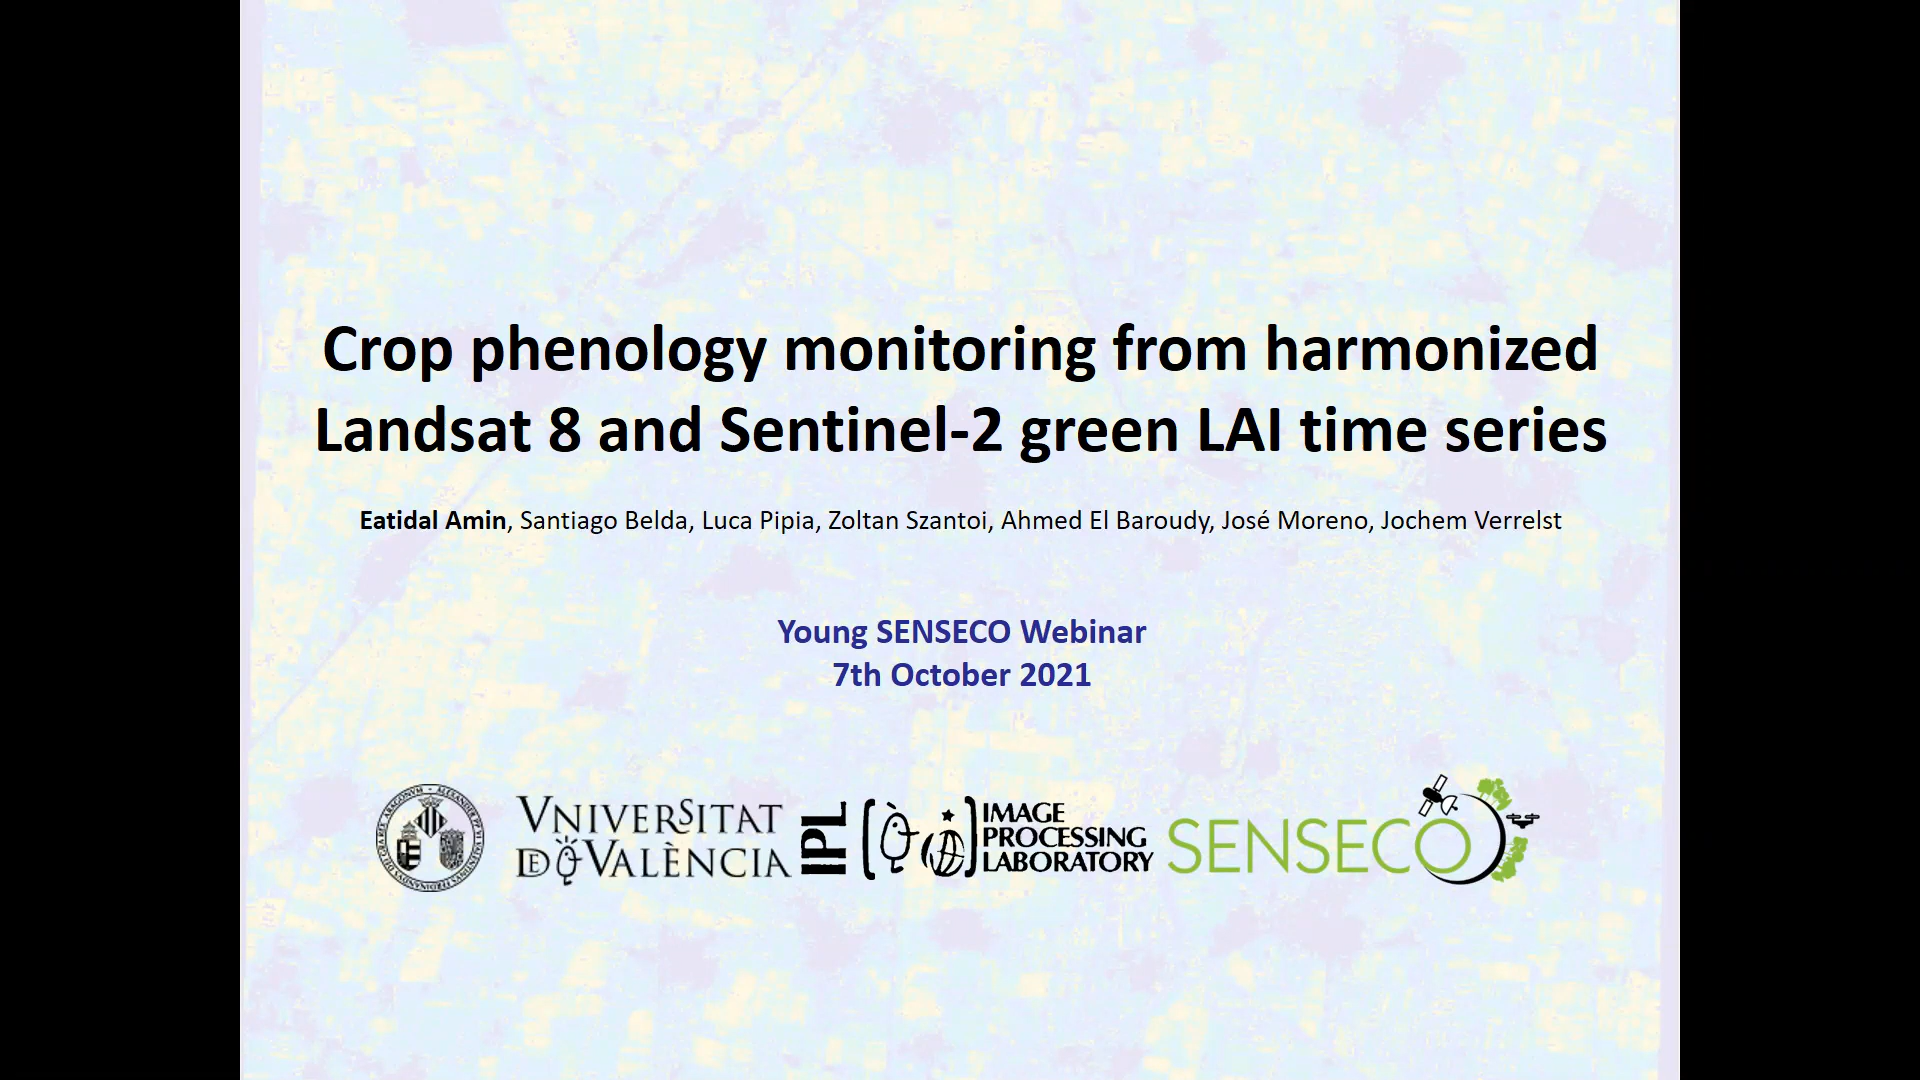 Crop phenology monitoring from harmonized
Landsat 8 and Sentinel-2 green LAI time series
Eatidal Amin, Santiago Belda, Luca Pipia, Zoltan Szantoi, Ahmed El Baroudy, José Moreno, Jochem Verrelst
Young SENSECO Webinar
7th October 2021
VNIVERSITAT
DE VALÈNCIA
IPL
IMAGE
PROCESSING
LABORATORY
SENSECO